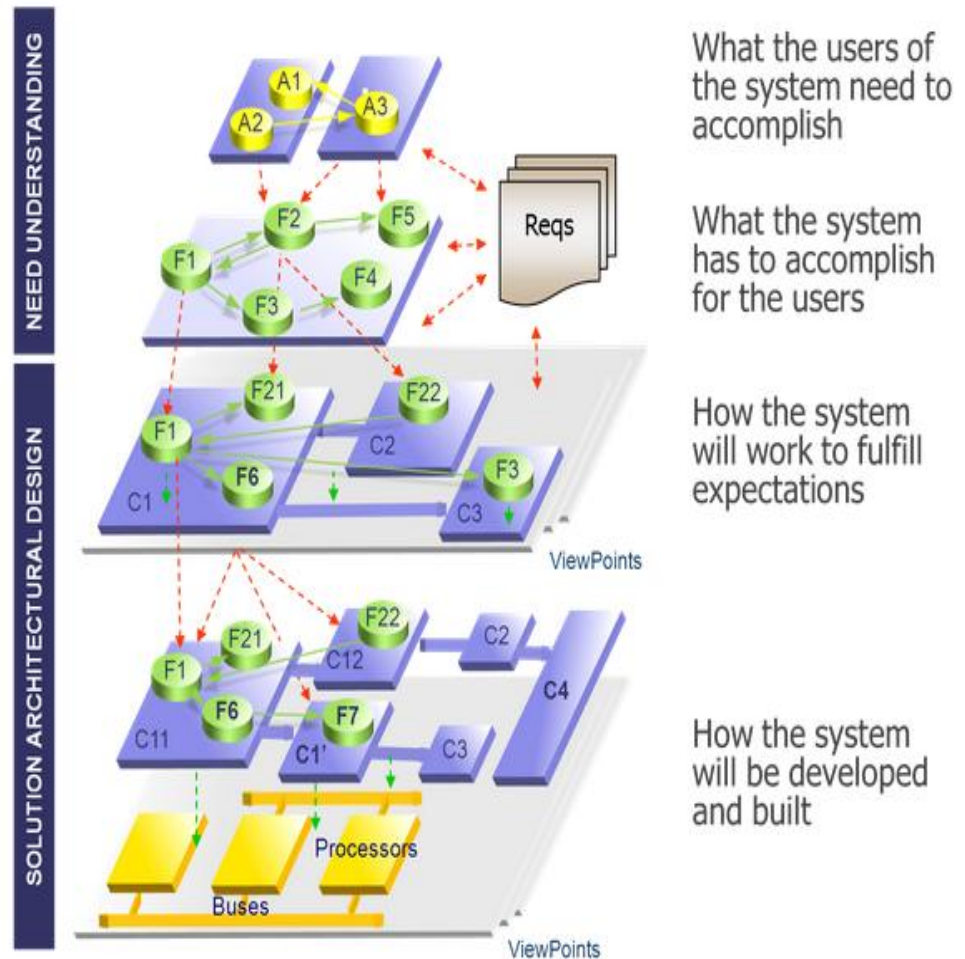 NEED UNDERSTANDING
A1
A3
A2
What the users of
the system need to
accomplish
F2
F5
F1
F4
F3
Reqs
What the system
has to accomplish
for the users
SOLUTION ARCHITECTURAL DESIGN
F21
F22
F1
C2
F6
F3
C1
C3
ViewPoints
How the system
will work to fulfill
expectations
F21
F22
C2
C12
F1
C4
F6
F7
C11
C1'
C3
Processors
Buses
ViewPoints
How the system
will be developed
and built